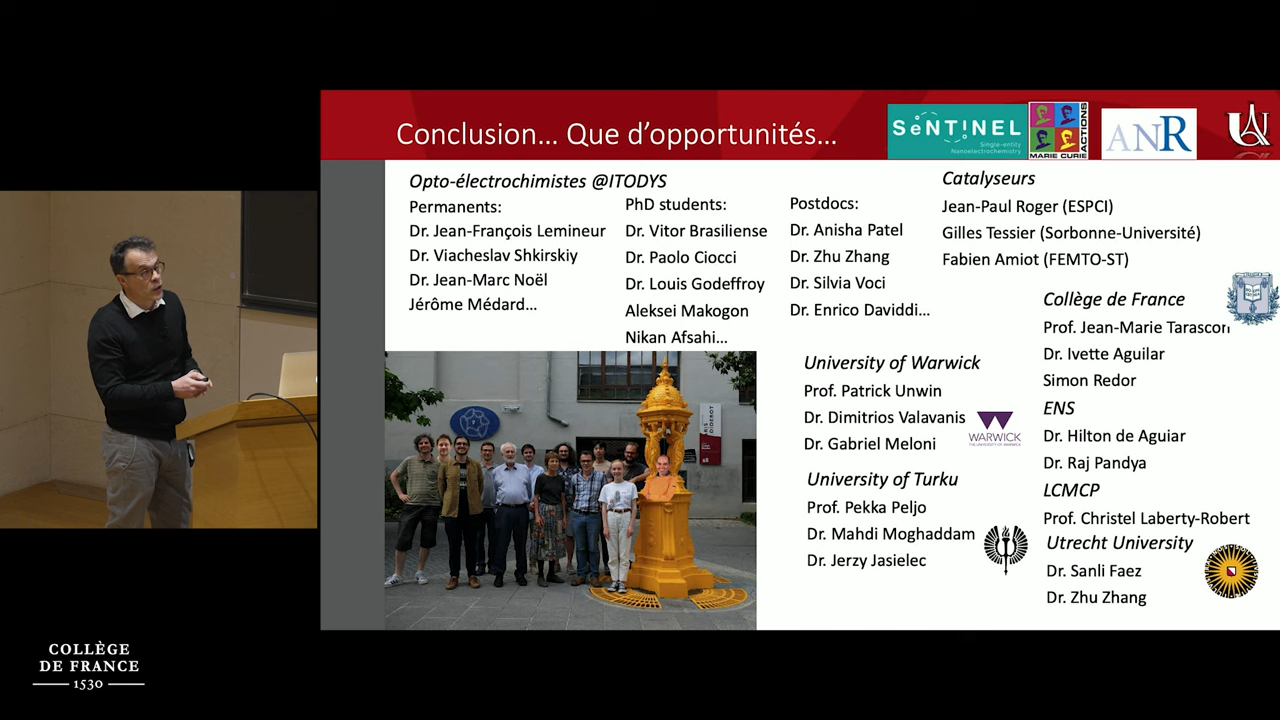 Conclusion... Que d'opportunités...
SeNTINEL
Single-entity
Nanoelectrochemistry
MARIE CURIE
ACTIONS
ANR
Opto-électrochimistes @ITODYS
Permanents:
Dr. Jean-François Lemineur
Dr. Viacheslav Shkirskiy
Dr. Jean-Marc Noël
Jérôme Médard...
PhD students:
Dr. Vitor Brasiliense
Dr. Paolo Ciocci
Dr. Louis Godeffroy
Aleksei Makogon
Nikan Afsahi...
Postdocs:
Dr. Anisha Patel
Dr. Zhu Zhang
Dr. Silvia Voci
Dr. Enrico Daviddi...
Catalyseurs
Jean-Paul Roger (ESPCI)
Gilles Tessier (Sorbonne-Université)
Fabien Amiot (FEMTO-ST)
Collège de France
Prof. Jean-Marie Tarascon
Dr. Ivette Aguilar
Simon Redor
ENS
Dr. Hilton de Aguiar
Dr. Raj Pandya
LCMCP
Prof. Christel Laberty-Robert
Utrecht University
Dr. Sanli Faez
Dr. Zhu Zhang
University of Warwick
Prof. Patrick Unwin
Dr. Dimitrios Valavanis
Dr. Gabriel Meloni
WARWICK
THE UNIVERSITY OF WARWICK
University of Turku
Prof. Pekka Peljo
Dr. Mahdi Moghaddam
Dr. Jerzy Jasielec
COLLÈGE
DE FRANCE
1530